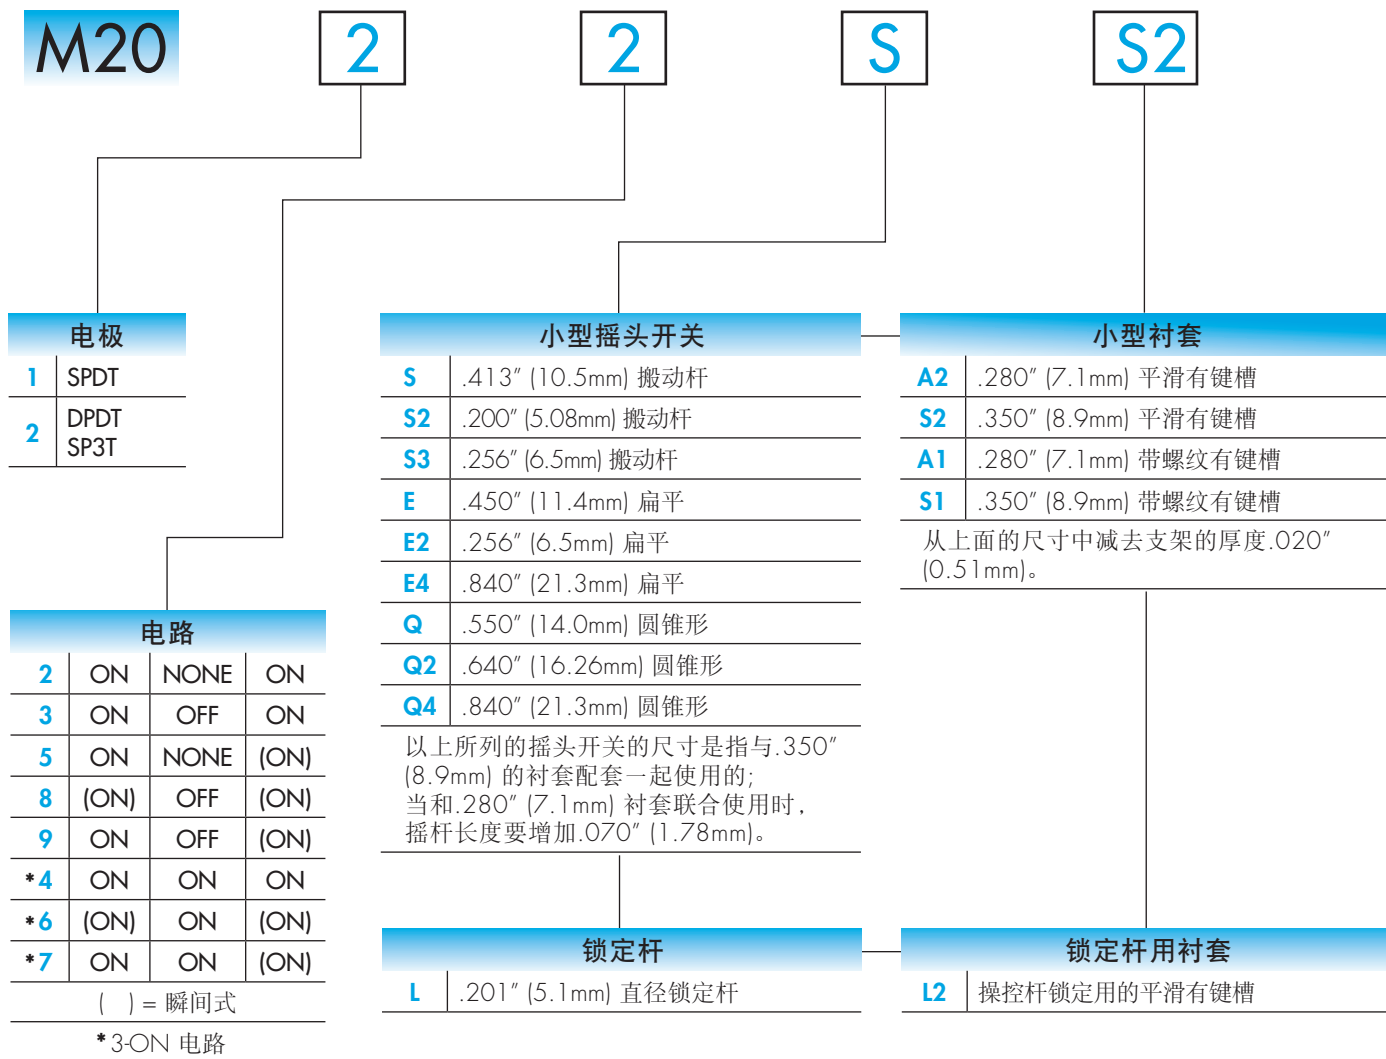 M20 2 2 S S2
电极
1 SPDT
2 DPDT
SP3T
电路
2 ON NONE ON
3 ON OFF ON
5 ON NONE (ON)
8 (ON) OFF (ON)
9 ON OFF (ON)
*4 ON ON ON
*6 (ON) ON (ON)
*7 ON ON (ON)
( ) = 瞬间式
*3-ON 电路
小型摇头开关
S .413" (10.5mm) 搬动杆
S2 .200" (5.08mm) 搬动杆
S3 .256" (6.5mm) 搬动杆
E .450" (11.4mm) 扁平
E2 .256" (6.5mm) 扁平
E4 .840" (21.3mm) 扁平
Q .550" (14.0mm) 圆锥形
Q2 .640" (16.26mm) 圆锥形
Q4 .840" (21.3mm) 圆锥形
以上所列的摇头开关的尺寸是指与.350"
(8.9mm) 的衬套配套一起使用的;
当和.280" (7.1mm) 衬套联合使用时，
摇杆长度要增加.070" (1.78mm)。
小型衬套
A2 .280" (7.1mm) 平滑有键槽
S2 .350" (8.9mm) 平滑有键槽
A1 .280" (7.1mm) 带螺纹有键槽
S1 .350" (8.9mm) 带螺纹有键槽
从上面的尺寸中减去支架的厚度.020"
(0.51mm)。
锁定杆
L .201" (5.1mm) 直径锁定杆
锁定杆用衬套
L2 操控杆锁定用的平滑有键槽